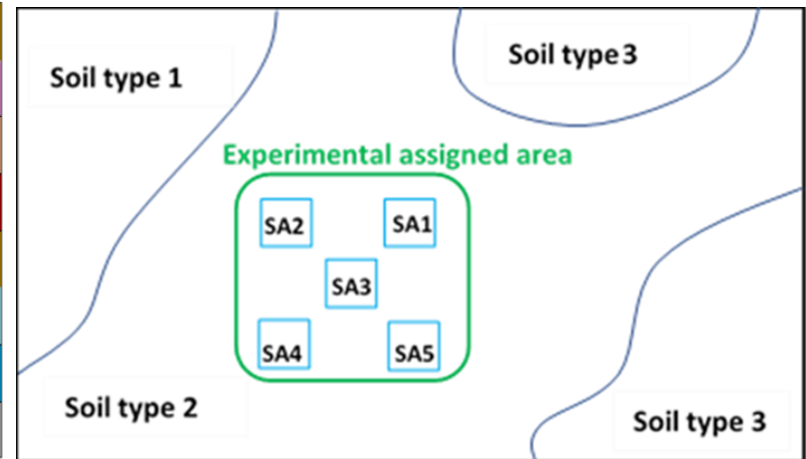 Soil type 1
Soil type 3
Experimental assigned area
SA2
SA1
SA3
SA4
SA5
Soil type 2
Soil type 3